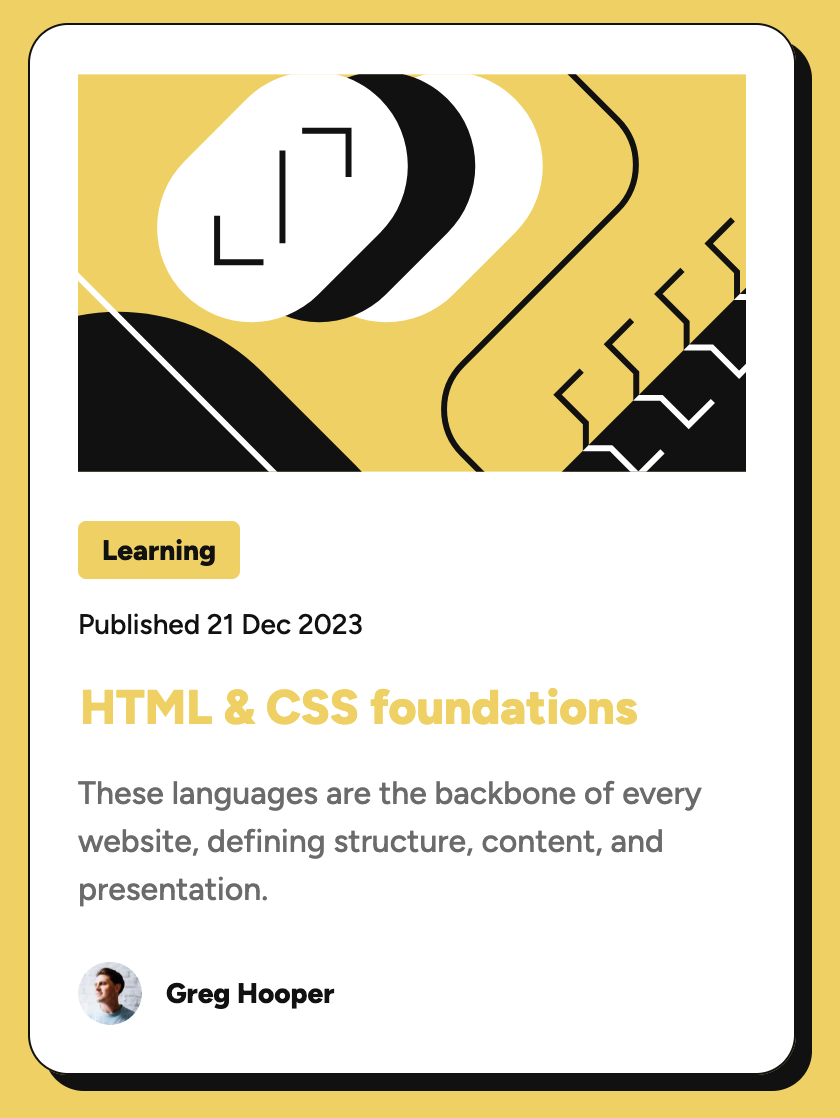 Learning
Published 21 Dec 2023
HTML & CSS foundations
These languages are the backbone of every
website, defining structure, content, and
presentation.
Greg Hooper